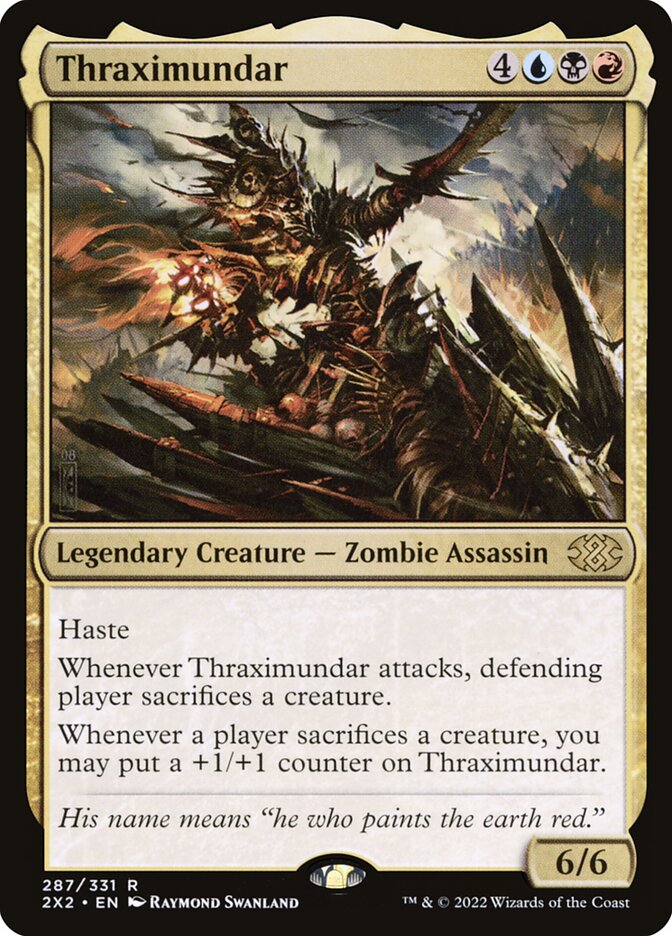 Thraximundar 4
Legendary Creature — Zombie Assassin
Haste
Whenever Thraximundar attacks, defending
player sacrifices a creature.
Whenever a player sacrifices a creature, you
may put a +1/+1 counter on Thraximundar.
His name means “he who paints the earth red.”
6/6
287/331 R
2X2 • EN Raymond Swanland
™ & © 2022 Wizards of the Coast